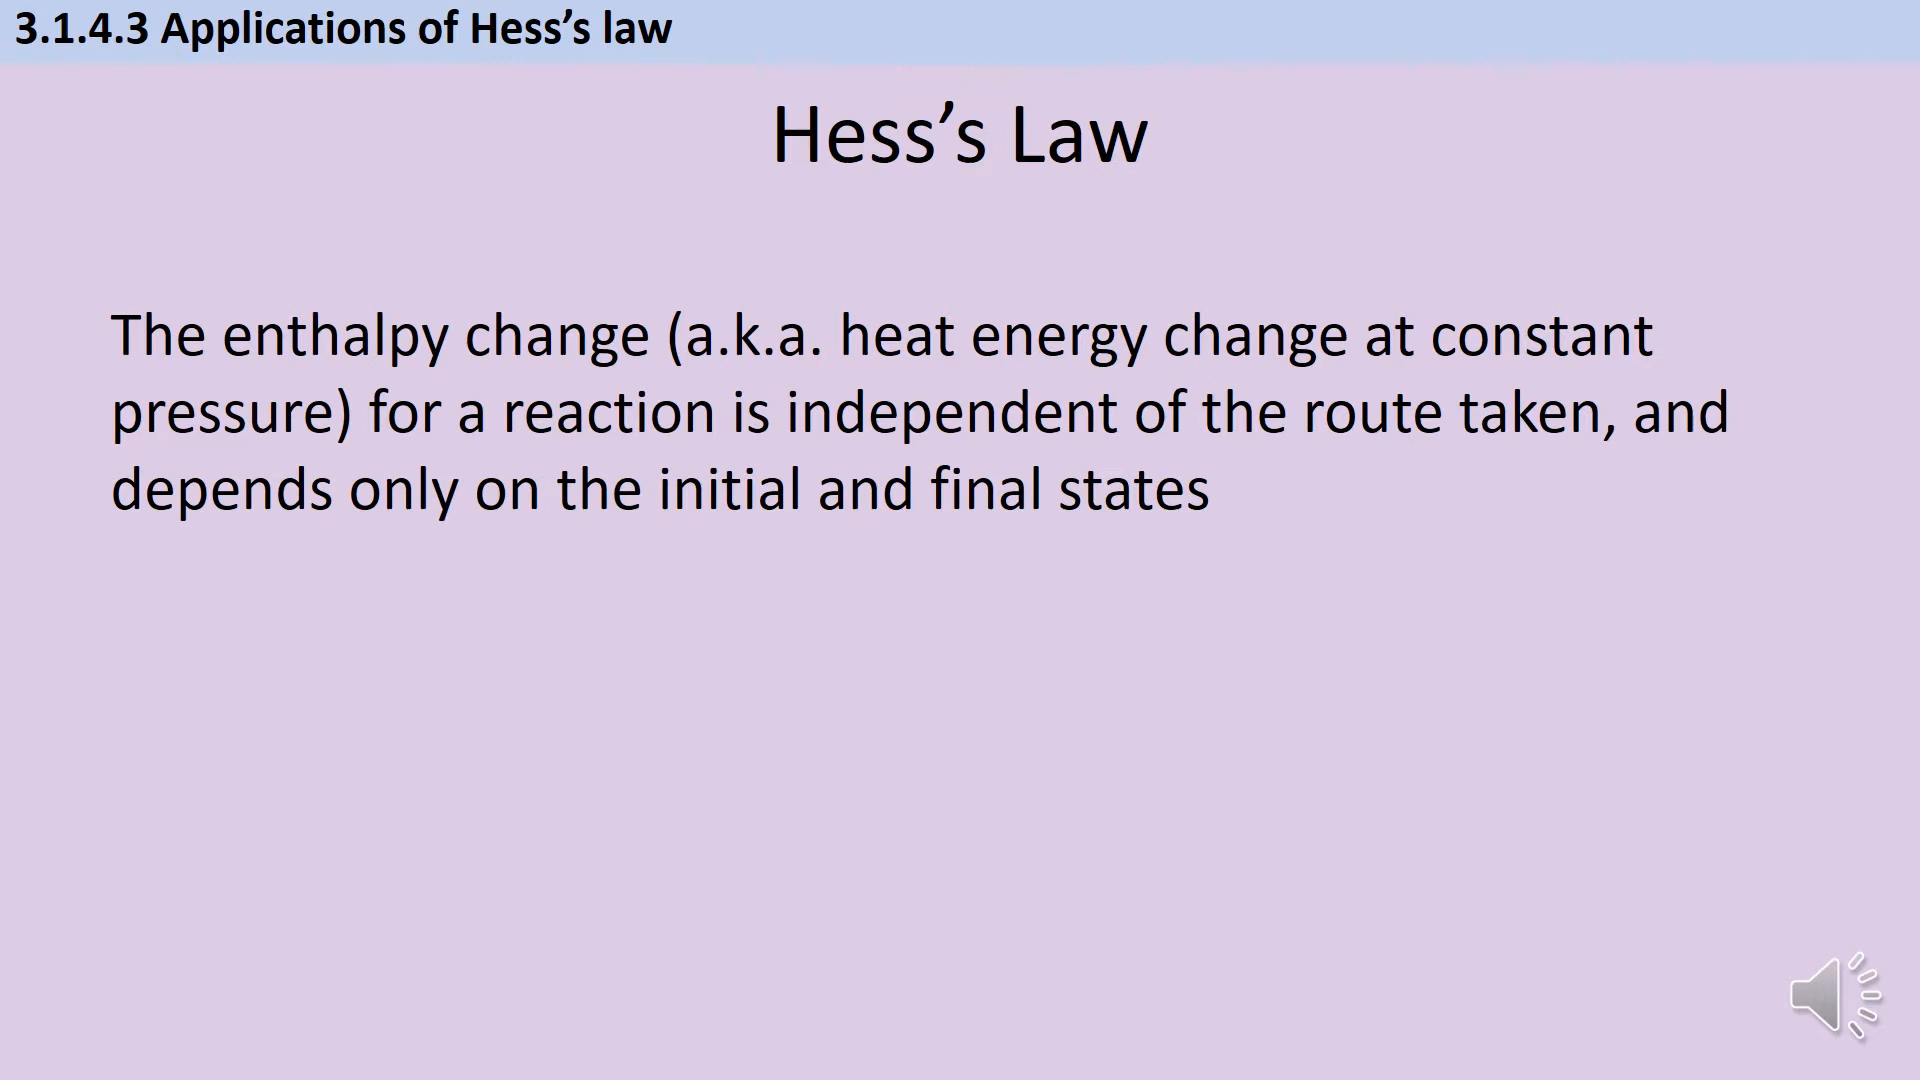 3.1.4.3 Applications of Hess’s law
Hess’s Law
The enthalpy change (a.k.a. heat energy change at constant
pressure) for a reaction is independent of the route taken, and
depends only on the initial and final states